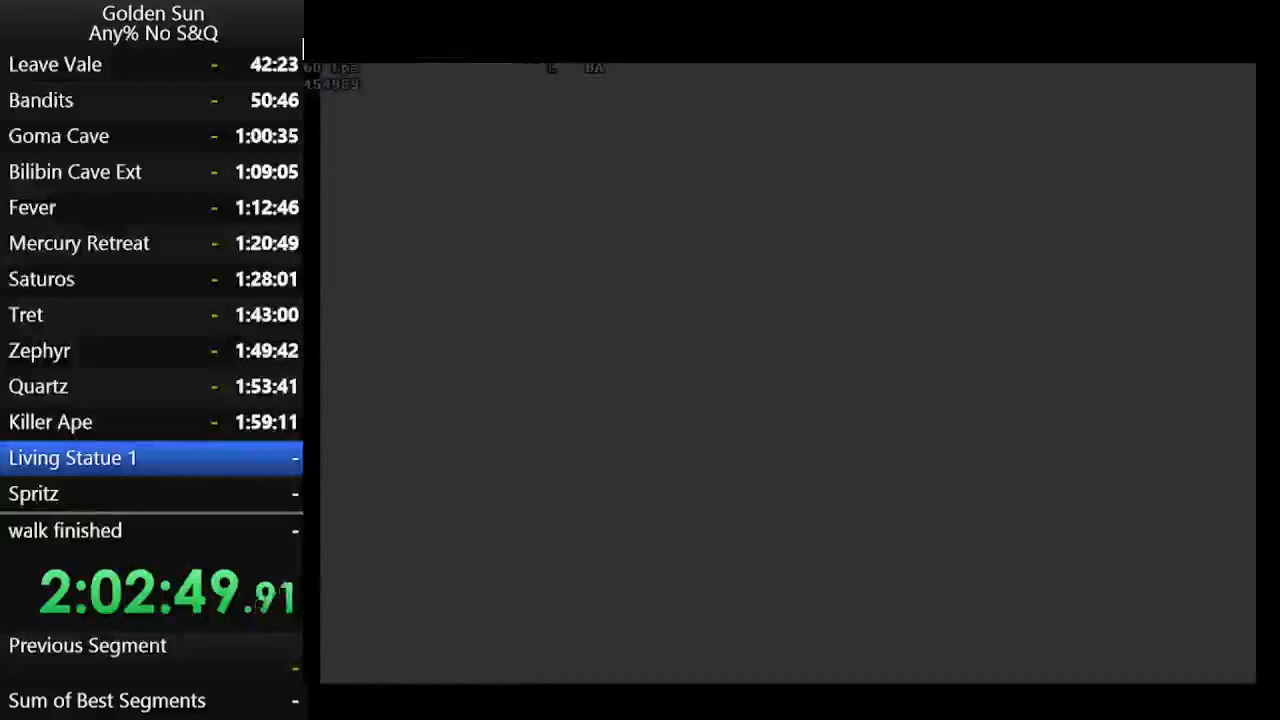 Golden Sun
Any% No S&Q
Leave Vale - 42:23
Bandits - 50:46
Goma Cave - 1:00:35
Bilibin Cave Ext - 1:09:05
Fever - 1:12:46
Mercury Retreat - 1:20:49
Saturos - 1:28:01
Tret - 1:43:00
Zephyr - 1:49:42
Quartz - 1:53:41
Killer Ape - 1:59:11
Living Statue 1 -
Spritz -
walk finished -
2:02:49.91
Previous Segment
-
Sum of Best Segments -